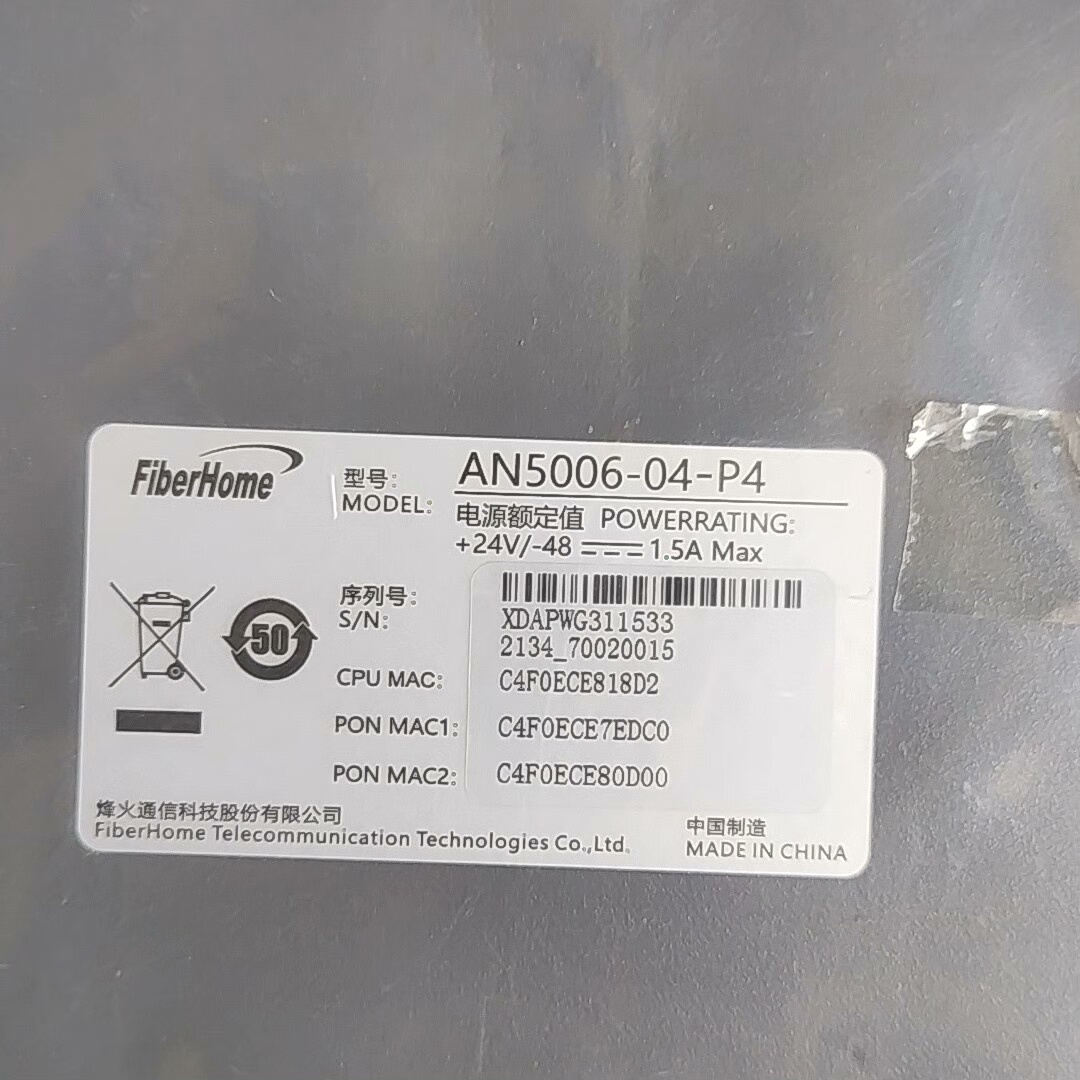 FiberHome
型号:
MODEL:
AN5006-04-P4
电源额定值 POWERRATING:
+24V/-48 ⎓ 1.5A Max
50
序列号:
S/N:
XDAPWG311533
2134_70020015
CPU MAC: C4F0ECE818D2
PON MAC1: C4F0ECE7EDC0
PON MAC2: C4F0ECE80D00
烽火通信科技股份有限公司
FiberHome Telecommunication Technologies Co.,Ltd.
中国制造
MADE IN CHINA